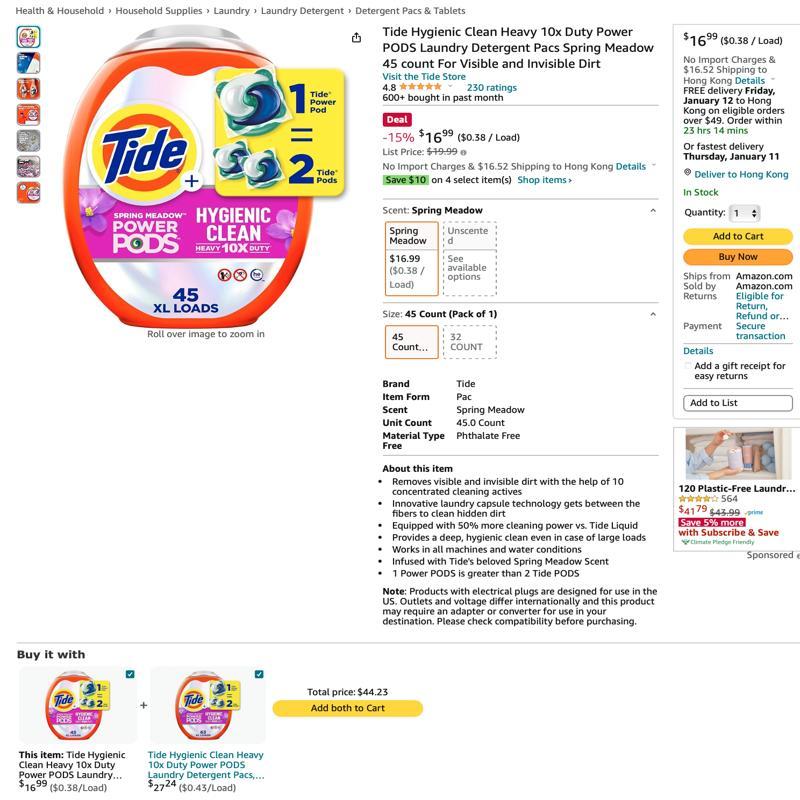 Health & Household › Household Supplies › Laundry › Laundry Detergent › Detergent Pacs & Tablets
Tide
1 Tide® Power Pod
=
2 Tide® Pods
+
SPRING MEADOW™
POWER PODS
HYGIENIC CLEAN
HEAVY 10X DUTY
45
XL LOADS
Roll over image to zoom in
Tide Hygienic Clean Heavy 10x Duty Power
PODS Laundry Detergent Pacs Spring Meadow
45 count For Visible and Invisible Dirt
Visit the Tide Store
4.8 230 ratings
600+ bought in past month
Deal
-15% $16.99 ($0.38 / Load)
List Price: $19.99
No Import Charges & $16.52 Shipping to Hong Kong Details
Save $10 on 4 select item(s) Shop items ›
Scent: Spring Meadow
Spring
Meadow
$16.99
($0.38 /
Load)
Unscente
d
See
available
options
Size: 45 Count (Pack of 1)
45
Count...
32
COUNT
Brand Tide
Item Form Pac
Scent Spring Meadow
Unit Count 45.0 Count
Material Type Phthalate Free
Free
About this item
• Removes visible and invisible dirt with the help of 10
concentrated cleaning actives
• Innovative laundry capsule technology gets between the
fibers to clean hidden dirt
• Equipped with 50% more cleaning power vs. Tide Liquid
• Provides a deep, hygienic clean even in case of large loads
• Works in all machines and water conditions
• Infused with Tide's beloved Spring Meadow Scent
• 1 Power PODS is greater than 2 Tide PODS
Note: Products with electrical plugs are designed for use in the
US. Outlets and voltage differ internationally and this product
may require an adapter or converter for use in your
destination. Please check compatibility before purchasing.
$16.99 ($0.38 / Load)
No Import Charges &
$16.52 Shipping to
Hong Kong Details
FREE delivery Friday,
January 12 to Hong
Kong on eligible orders
over $49. Order within
23 hrs 14 mins
Or fastest delivery
Thursday, January 11
Deliver to Hong Kong
In Stock
Quantity: 1
Add to Cart
Buy Now
Ships from Amazon.com
Sold by Amazon.com
Returns Eligible for
Return,
Refund or...
Payment Secure
transaction
Details
Add a gift receipt for
easy returns
Add to List
120 Plastic-Free Laundr...
564
$41.79 $43.99 prime
Save 5% more
with Subscribe & Save
Climate Pledge Friendly
Sponsored
Buy it with
+
Total price: $44.23
Add both to Cart
This item: Tide Hygienic
Clean Heavy 10x Duty
Power PODS Laundry...
$16.99 ($0.38/Load)
Tide Hygienic Clean Heavy
10x Duty Power PODS
Laundry Detergent Pacs,...
$27.24 ($0.43/Load)